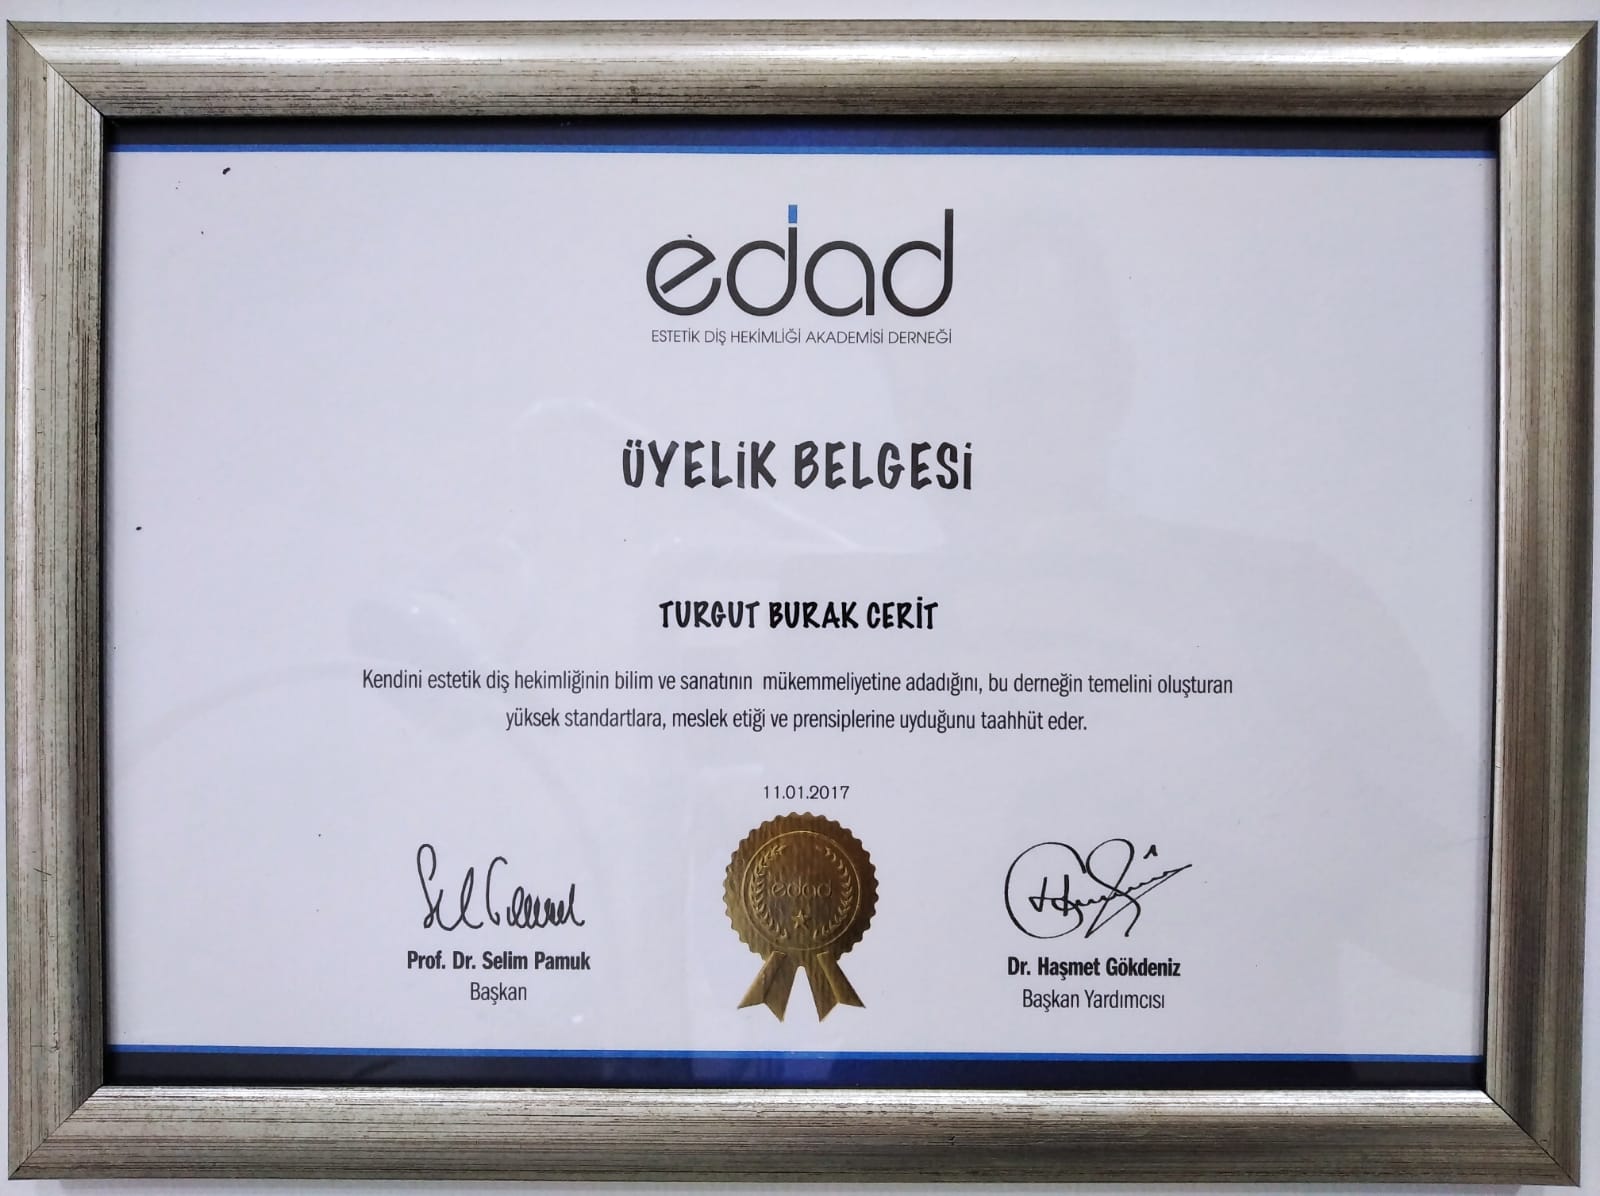 edad
ESTETİK DİŞ HEKİMLİĞİ AKADEMİSİ DERNEĞİ
ÜYELİK BELGESİ
TURGUT BURAK CERİT
Kendini estetik diş hekimliğinin bilim ve sanatının mükemmeliyetine adadığını, bu derneğin temelini oluşturan
yüksek standartlara, meslek etiği ve prensiplerine uyduğunu taahhüt eder.
11.01.2017
edad
Prof. Dr. Selim Pamuk
Başkan
Dr. Haşmet Gökdeniz
Başkan Yardımcısı